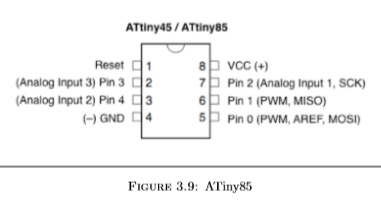 ATtiny45 / ATtiny85
Reset 1 8 VCC (+)
(Analog Input 3) Pin 3 2 7 Pin 2 (Analog Input 1, SCK)
(Analog Input 2) Pin 4 3 6 Pin 1 (PWM, MISO)
(−) GND 4 5 Pin 0 (PWM, AREF, MOSI)
FIGURE 3.9: ATiny85